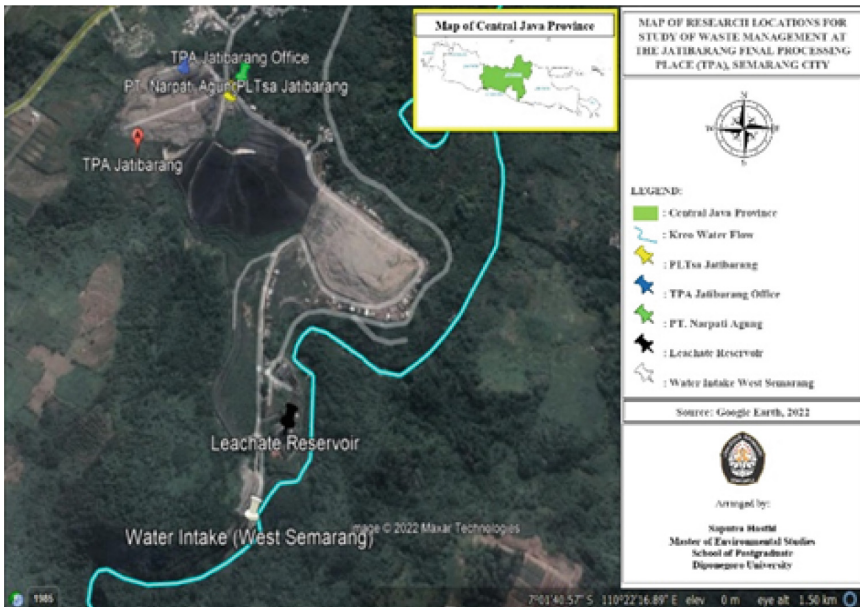 Map of Central Java Province
TPA Jatibarang Office
PT. Narpati Agung
PLTsa Jatibarang
A
TPA Jatibarang
Leachate Reservoir
Water Intake (West Semarang)
mage © 2022 Maxar Technologies
1985
7°01'40.57" S 110°22'16.89" E elev 0 m eye alt 1.50 km
MAP OF RESEARCH LOCATIONS FOR
STUDY OF WASTE MANAGEMENT AT
THE JATIBARANG FINAL PROCESSING
PLACE (TPA), SEMARANG CITY
N
W
E
S
LEGEND:
: Central Java Province
: Kreo Water Flow
: PLTsa Jatibarang
: TPA Jatibarang Office
: PT. Narpati Agung
: Leachate Reservoir
: Water Intake West Semarang
Source: Google Earth, 2022
Arranged by:
Saputra Hasthi
Master of Environmental Studies
School of Postgraduate
Diponegoro University